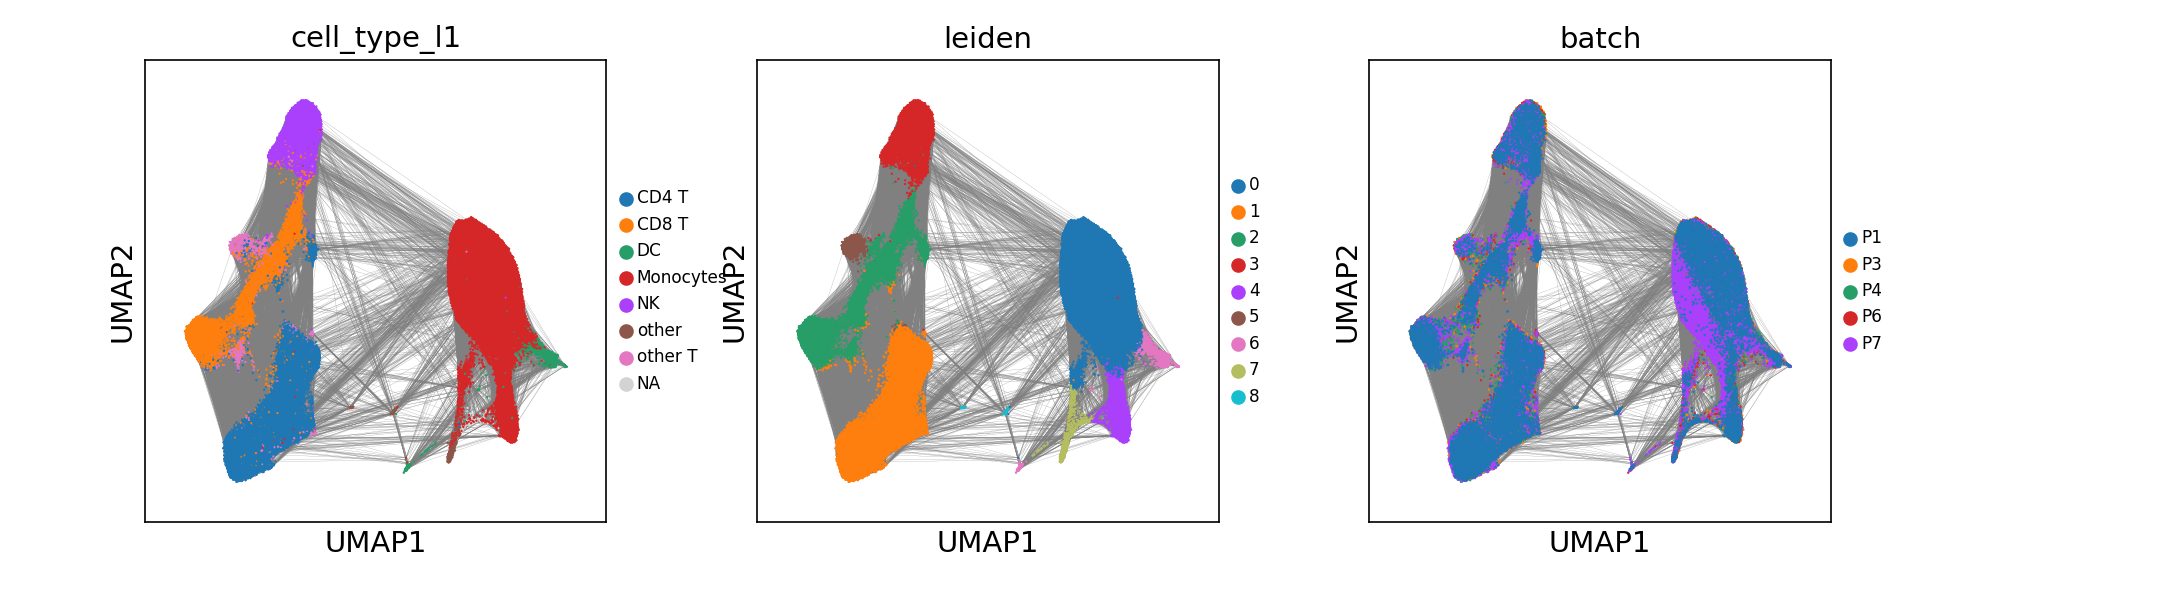 cell_type_l1
UMAP2
UMAP1
CD4 T
CD8 T
DC
Monocytes
NK
other
other T
NA
leiden
UMAP2
UMAP1
0
1
2
3
4
5
6
7
8
batch
UMAP2
UMAP1
P1
P3
P4
P6
P7